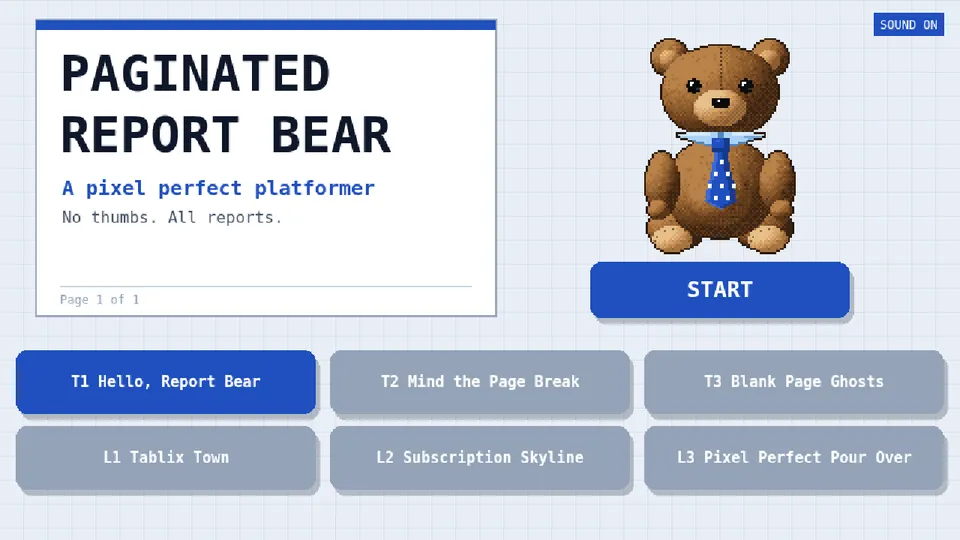 SOUND ON
PAGINATED
REPORT BEAR
A pixel perfect platformer
No thumbs. All reports.
Page 1 of 1
START
T1 Hello, Report Bear
T2 Mind the Page Break
T3 Blank Page Ghosts
L1 Tablix Town
L2 Subscription Skyline
L3 Pixel Perfect Pour Over